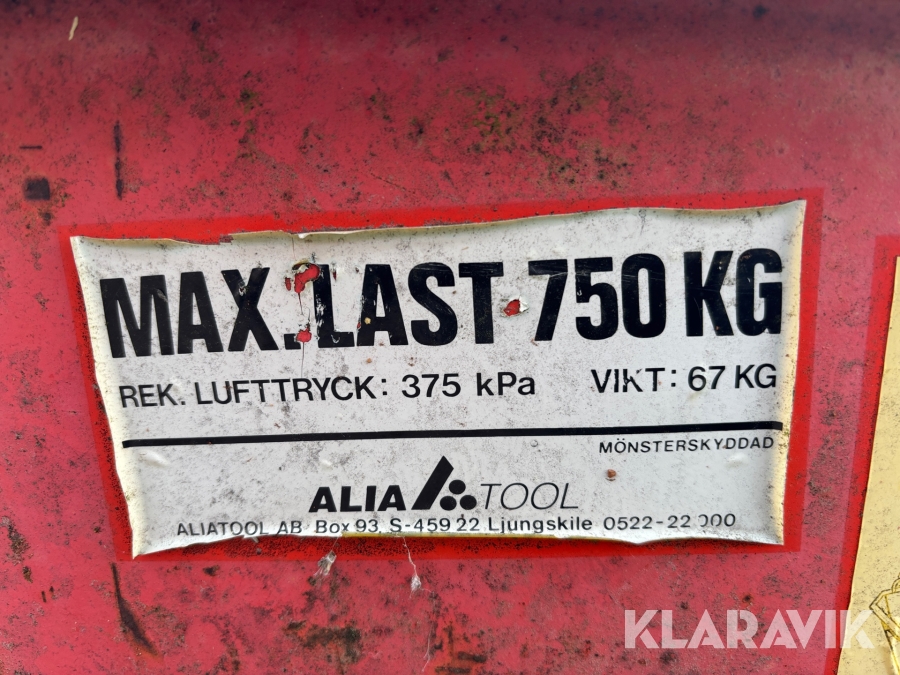 MAX. LAST 750 KG
REK. LUFTTRYCK: 375 kPa VIKT: 67 KG
MÖNSTERSKYDDAD
ALIA TOOL
ALIATOOL AB Box 93, S-459 22 Ljungskile 0522-22 000
KLARAVIK